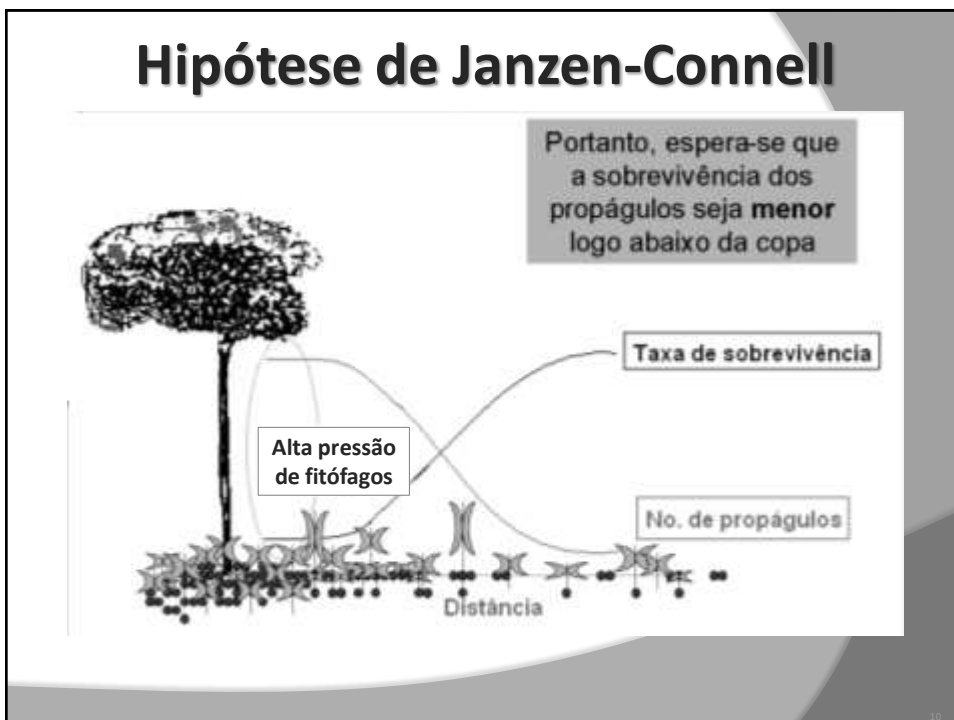 Hipótese de Janzen-Connell
Portanto, espera-se que
a sobrevivência dos
propágulos seja menor
logo abaixo da copa
Taxa de sobrevivência
Alta pressão
de fitófagos
No. de propágulos
Distância
10